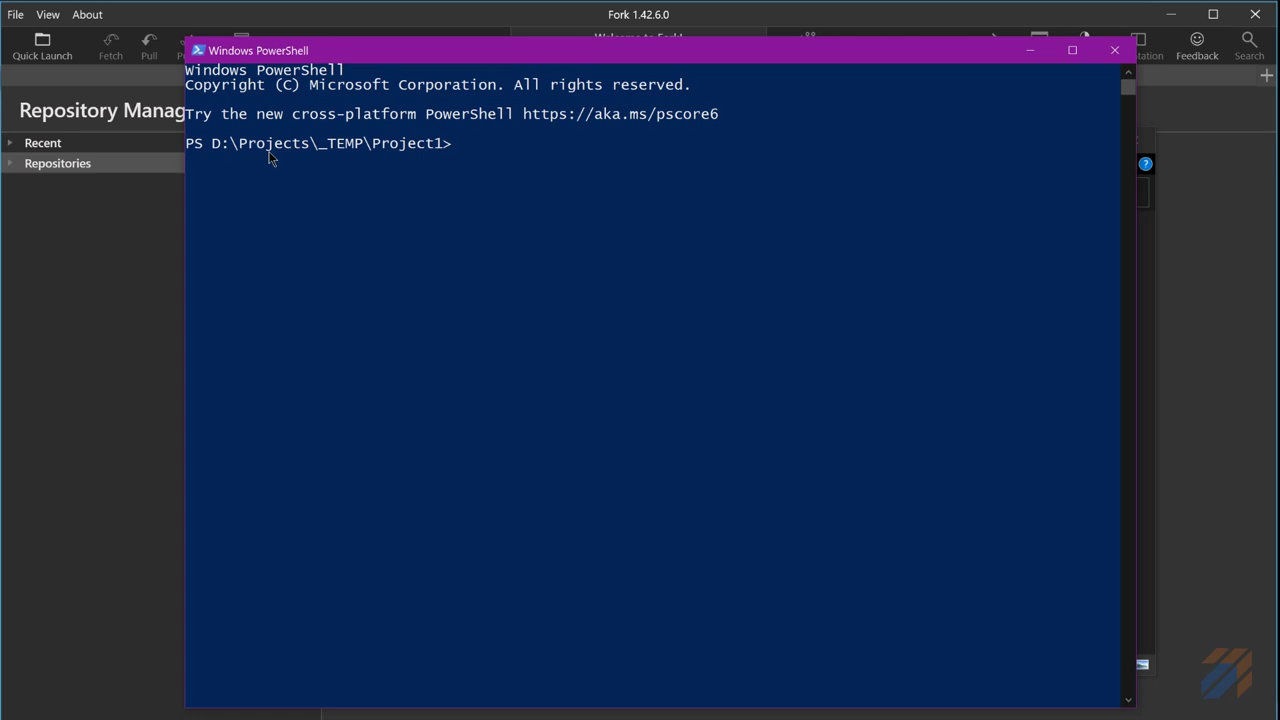 File View About
Fork 1.42.6.0
Quick Launch
Fetch
Pull
Feedback
Search
Windows PowerShell
Repository Manag
Recent
Repositories
Windows PowerShell
Copyright (C) Microsoft Corporation. All rights reserved.
Try the new cross-platform PowerShell https://aka.ms/pscore6
PS D:\Projects\_TEMP\Project1>